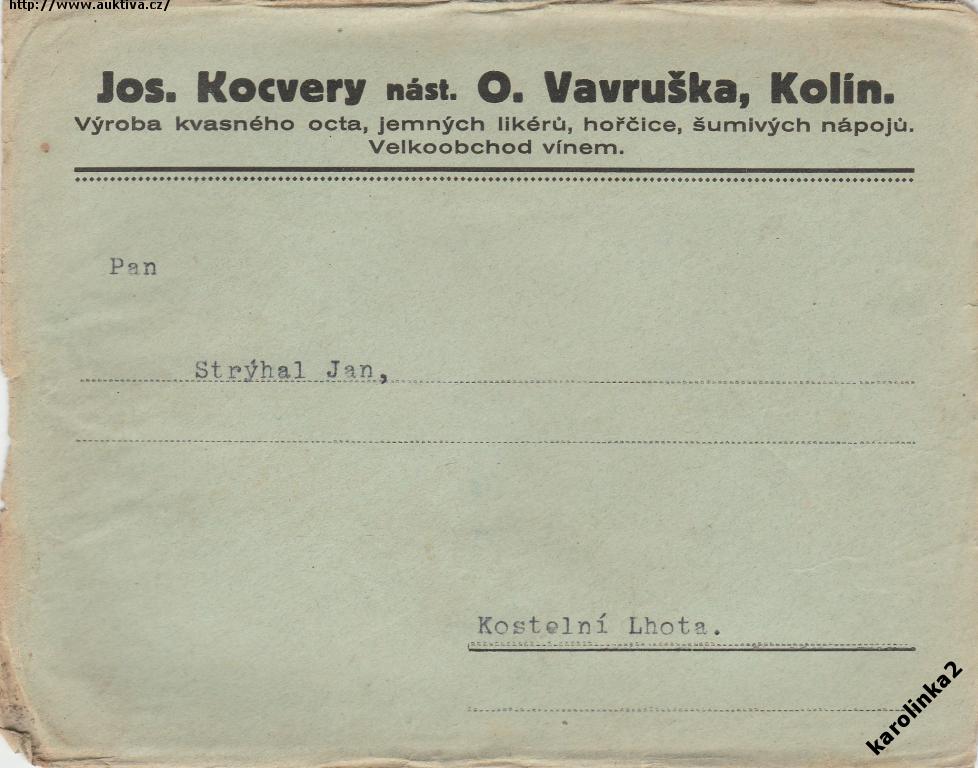 http://www.auktiva.cz/
Jos. Kocvery nást. O. Vavruška, Kolín.
Výroba kvasného octa, jemných likérů, hořčice, šumivých nápojů.
Velkoobchod vínem.
Pan
Strýhal Jan,
Kostelní Lhota.
karolinka2